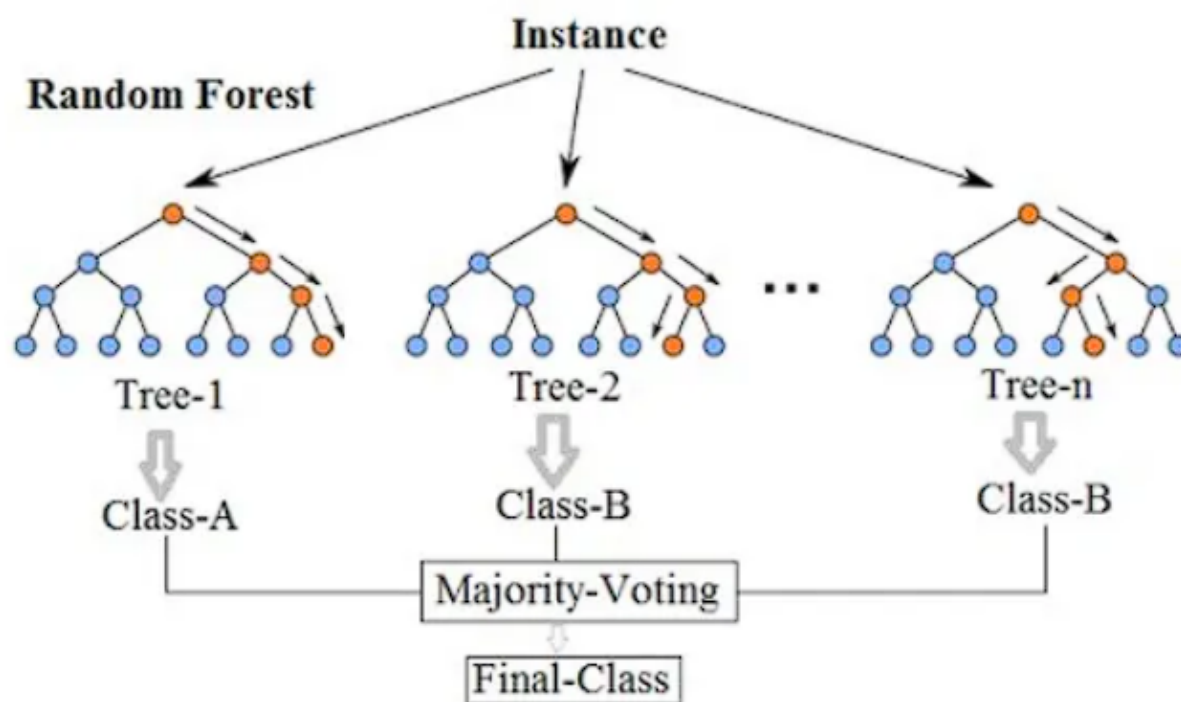 Instance
Random Forest
...
Tree-1
Tree-2
Tree-n
Class-A
Class-B
Class-B
Majority-Voting
Final-Class